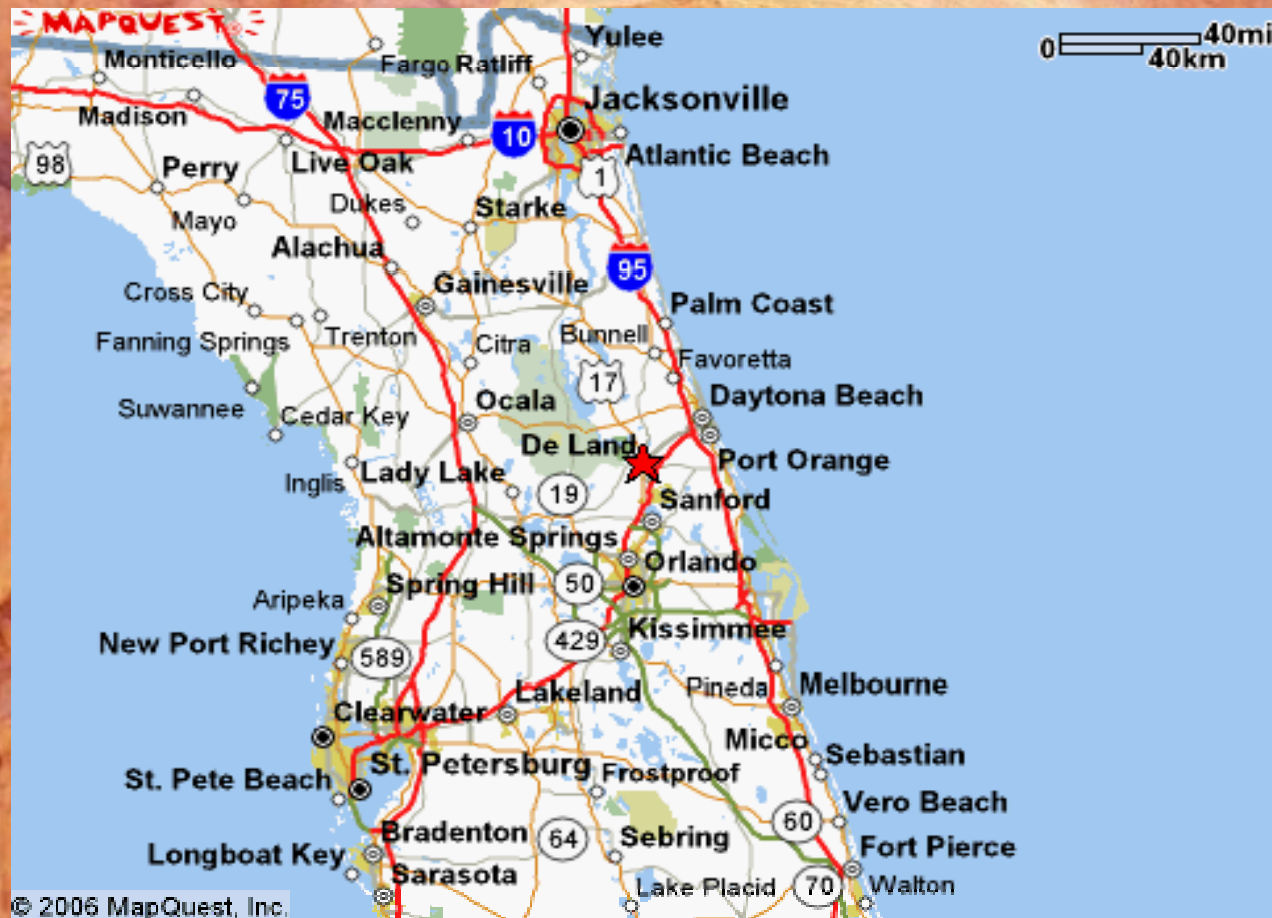 MAPQUEST
Yulee
0 40mi
40km
Monticello
Fargo Ratliff
75
Jacksonville
Madison
Macclenny
10
98
Perry
Live Oak
Atlantic Beach
1
Mayo
Dukes
Starke
Alachua
95
Cross City
Gainesville
Palm Coast
Fanning Springs
Trenton
Citra
Bunnell
Favoretta
17
Suwannee
Cedar Key
Ocala
Daytona Beach
De Land
Port Orange
Inglis
Lady Lake
19
Sanford
Altamonte Springs
Orlando
Aripeka
Spring Hill
50
New Port Richey
589
429
Kissimmee
Lakeland
Pineda
Melbourne
Clearwater
Micco
Sebastian
St. Pete Beach
St. Petersburg
Frostproof
Vero Beach
Bradenton
64
Sebring
60
Longboat Key
Fort Pierce
Sarasota
Lake Placid
70
Walton
© 2006 MapQuest, Inc.